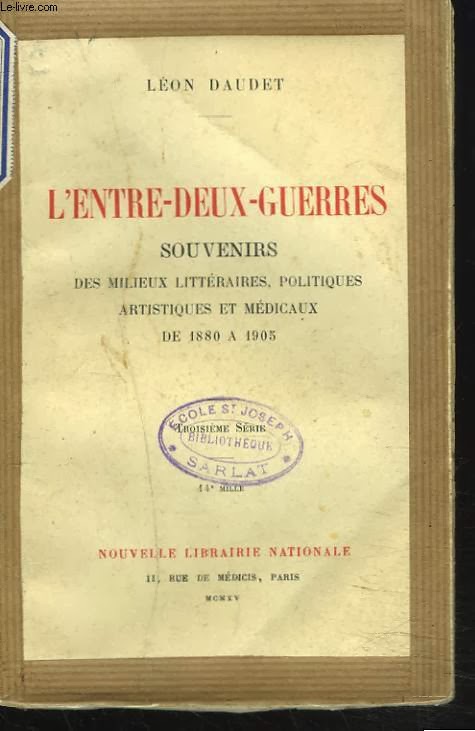 Le-livre.com
LÉON DAUDET
L'ENTRE-DEUX-GUERRES
SOUVENIRS
DES MILIEUX LITTÉRAIRES, POLITIQUES
ARTISTIQUES ET MÉDICAUX
DE 1880 A 1905
ECOLE ST JOSEPH
TROISIÈME SÉRIE
BIBLIOTHÈQUE
* SARLAT *
14e MILLE
NOUVELLE LIBRAIRIE NATIONALE
11, RUE DE MÉDICIS, PARIS
MCMXV